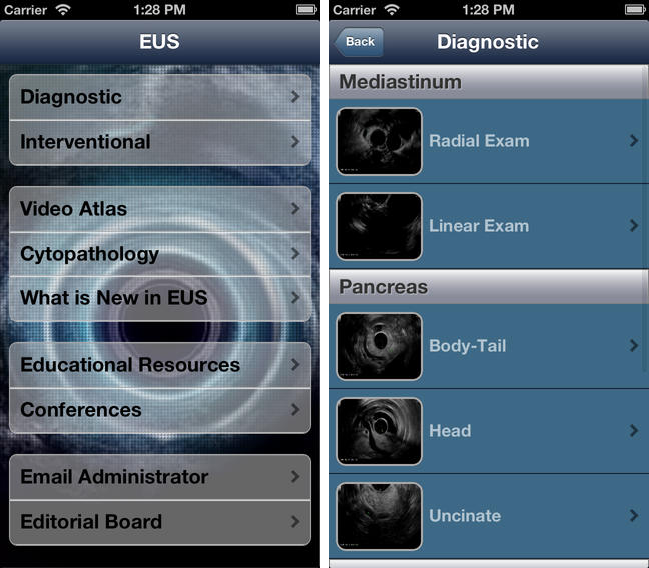 Carrier 1:28 PM
EUS
Diagnostic
Interventional
Video Atlas
Cytopathology
What is New in EUS
Educational Resources
Conferences
Email Administrator
Editorial Board
Carrier 1:28 PM
Back Diagnostic
Mediastinum
Radial Exam
Linear Exam
Pancreas
Body-Tail
Head
Uncinate